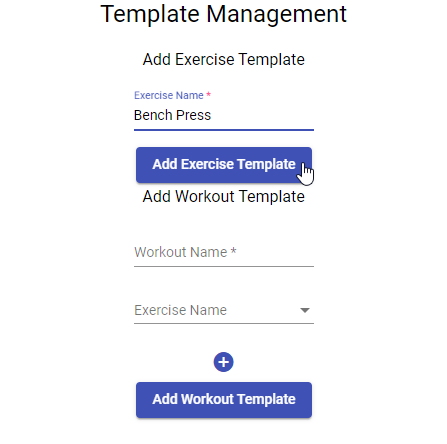 Template Management
Add Exercise Template
Exercise Name *
Bench Press
Add Exercise Template
Add Workout Template
Workout Name *
Exercise Name
Add Workout Template